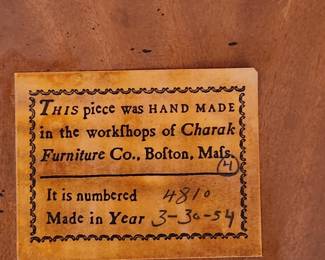 THIS piece was HAND MADE
in the workſhops of Charak
Furniture Co., Boſton, Maſs.
4
It is numbered 4810
Made in Year 3-30-54